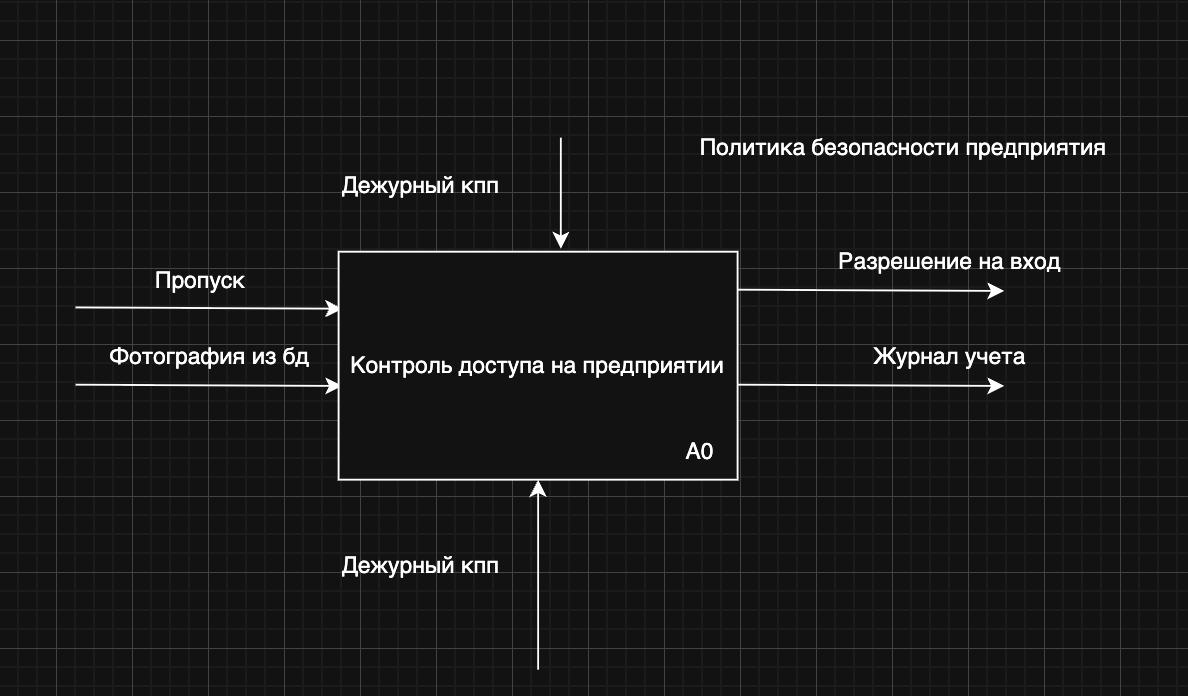 Политика безопасности предприятия
Дежурный кпп
Разрешение на вход
Пропуск
Фотография из бд
Контроль доступа на предприятии
Журнал учета
A0
Дежурный кпп